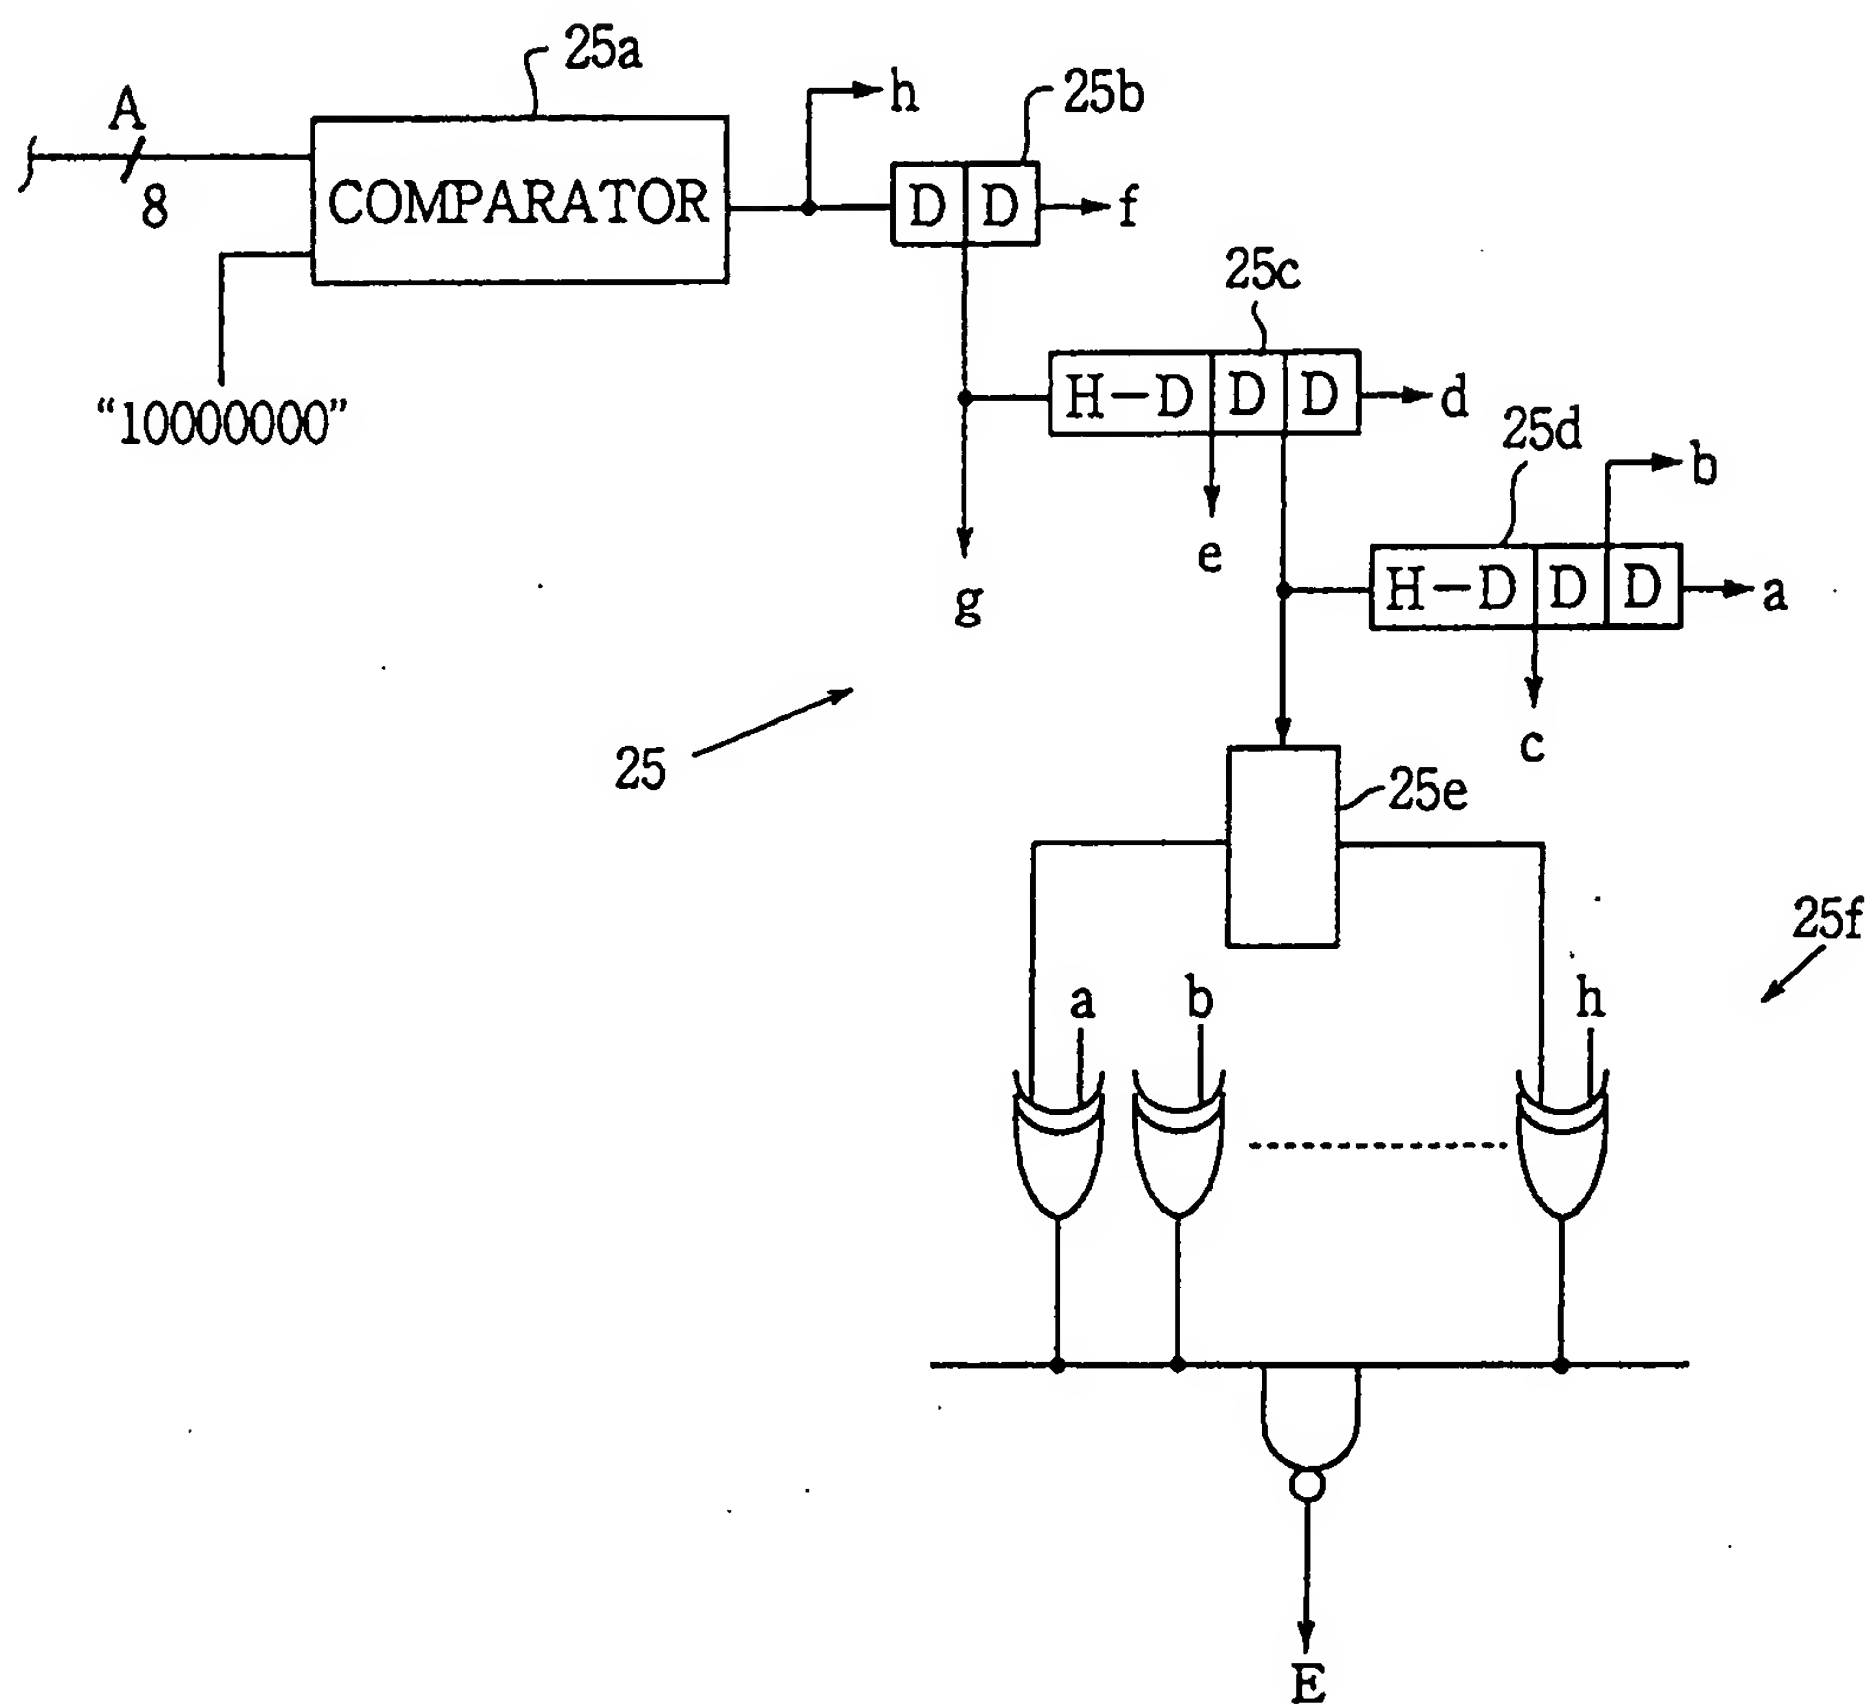 25a
A
h
25b
8
COMPARATOR
D D
f
25c
"10000000"
H-D D D
d
25d
b
e
g
H-D D D
a
c
25
25e
25f
a
b
h
E